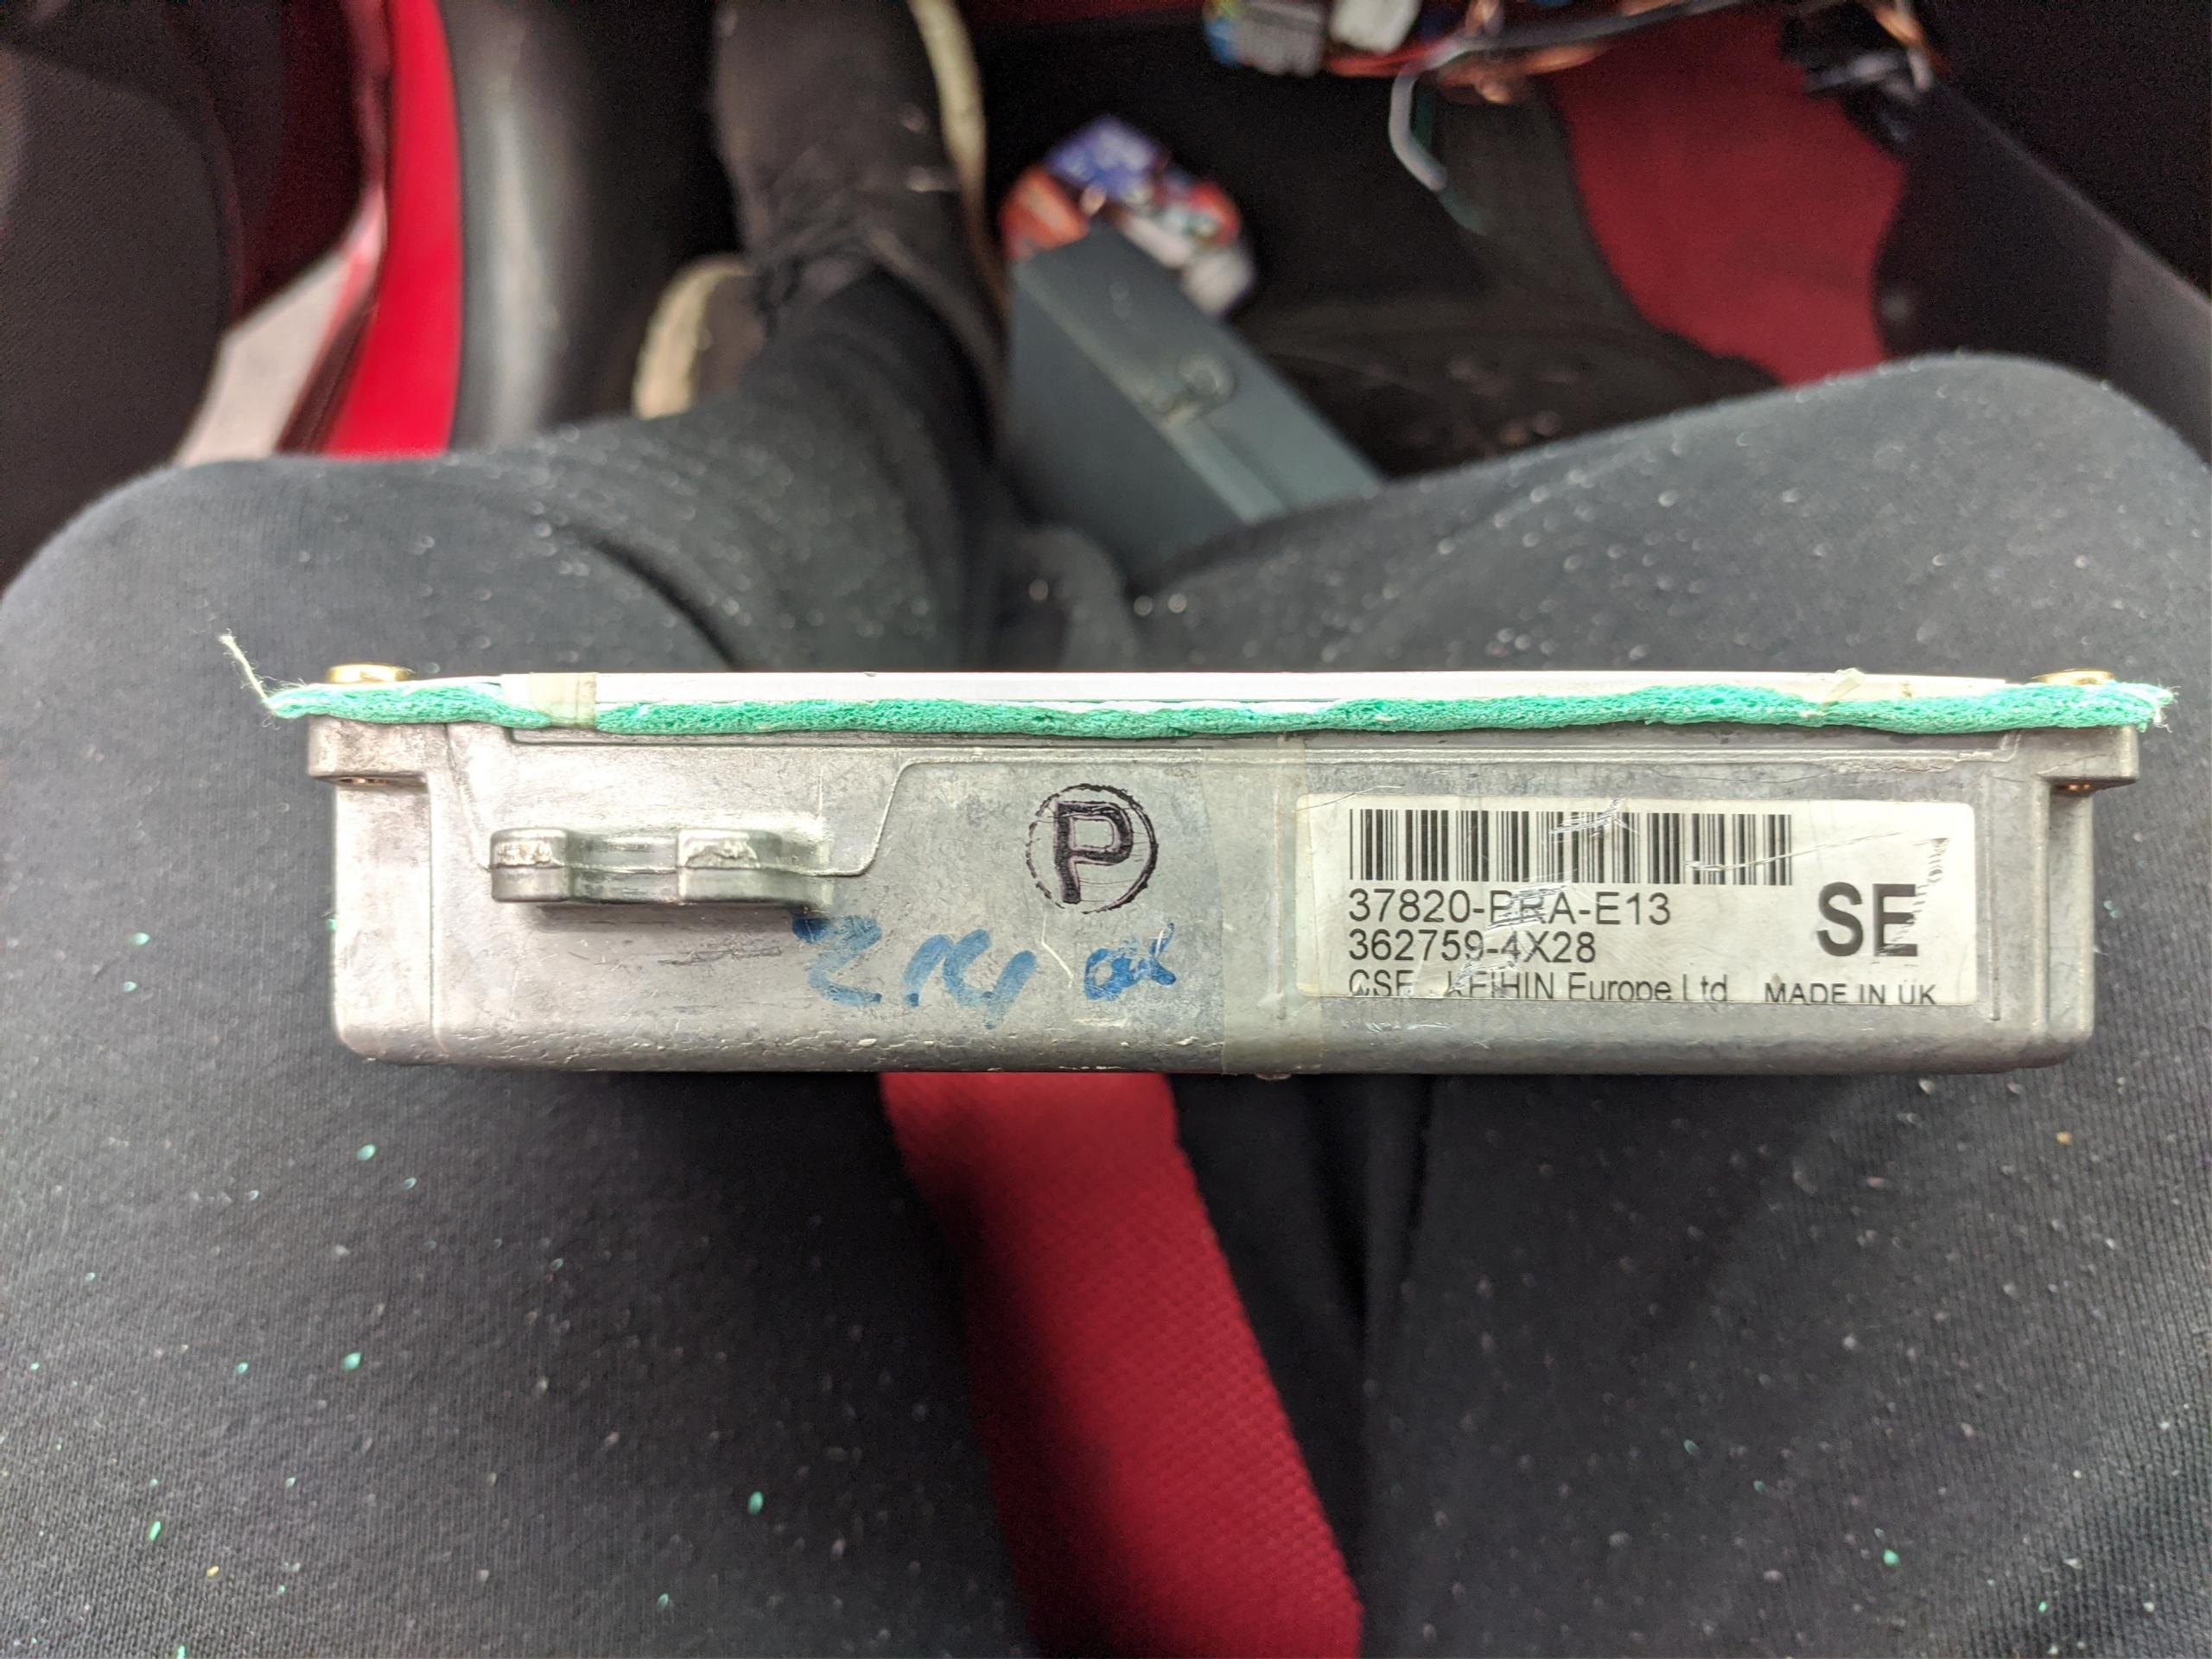 P
37820-PRA-E13
362759-4X28
SE
KEIHIN Europe Ltd MADE IN UK